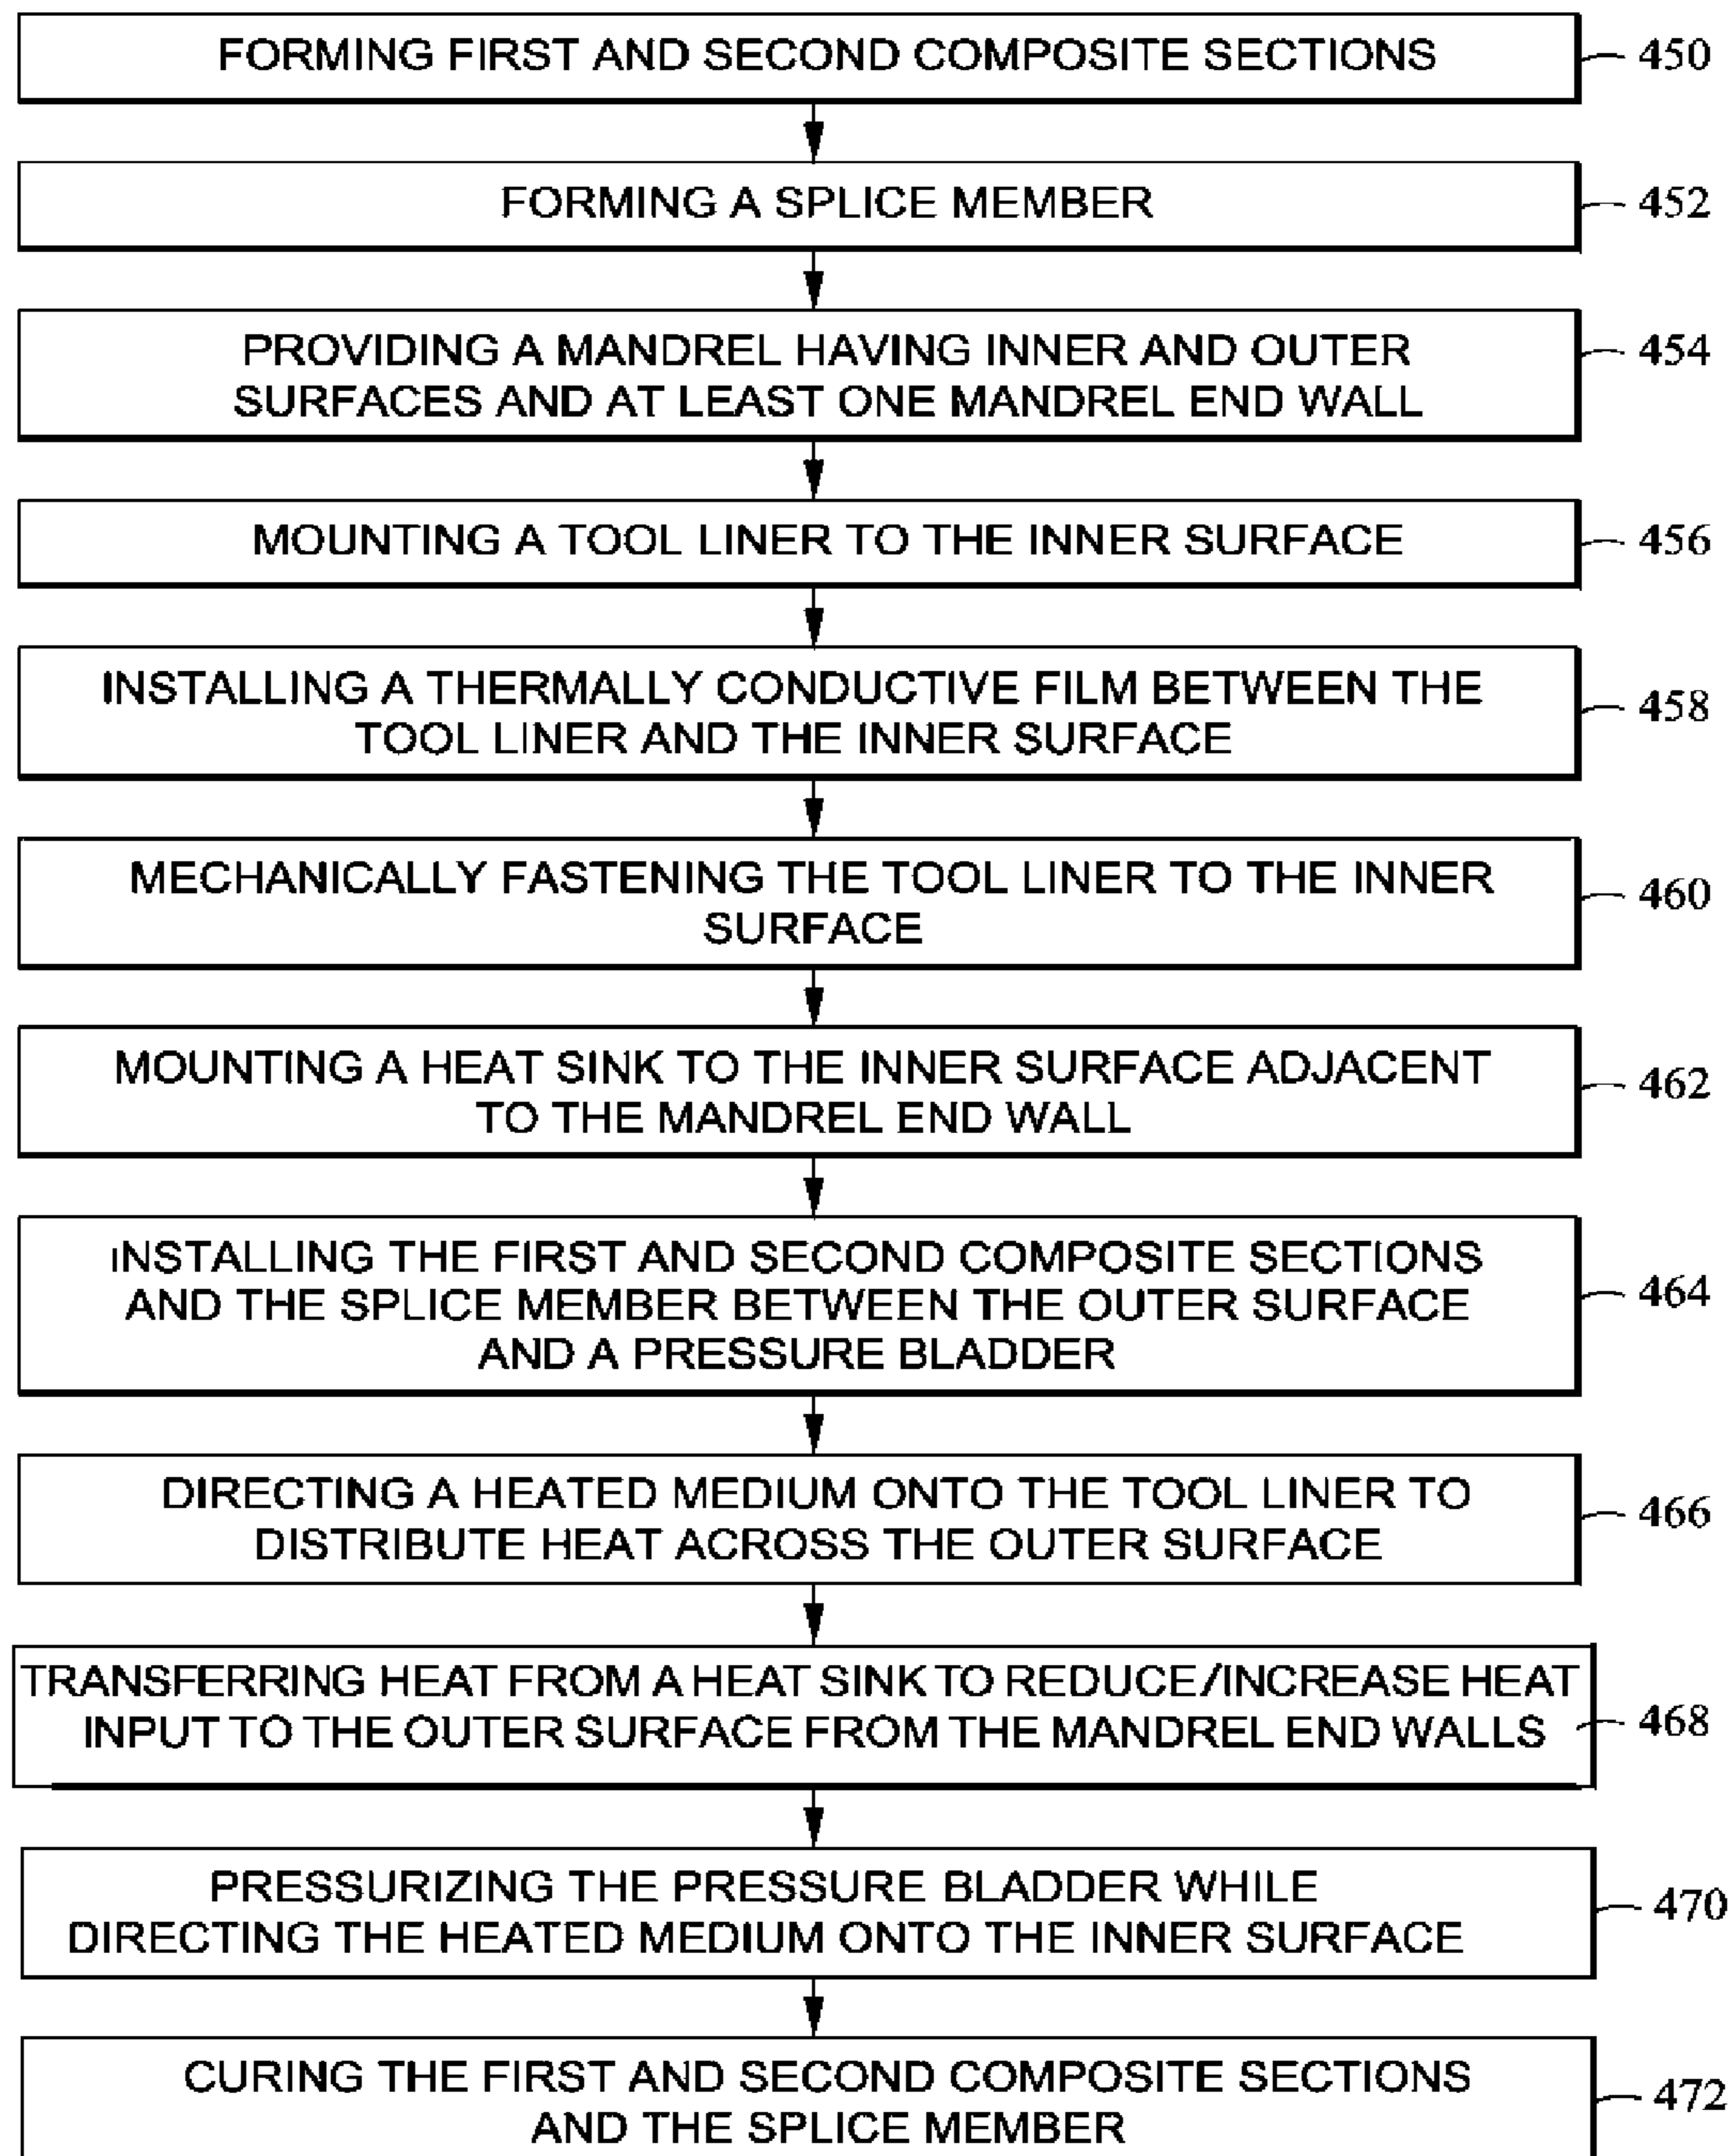 FORMING FIRST AND SECOND COMPOSITE SECTIONS
450
FORMING A SPLICE MEMBER
452
PROVIDING A MANDREL HAVING INNER AND OUTER
SURFACES AND AT LEAST ONE MANDREL END WALL
454
MOUNTING A TOOL LINER TO THE INNER SURFACE
456
INSTALLING A THERMALLY CONDUCTIVE FILM BETWEEN THE
TOOL LINER AND THE INNER SURFACE
458
MECHANICALLY FASTENING THE TOOL LINER TO THE INNER
SURFACE
460
MOUNTING A HEAT SINK TO THE INNER SURFACE ADJACENT
TO THE MANDREL END WALL
462
INSTALLING THE FIRST AND SECOND COMPOSITE SECTIONS
AND THE SPLICE MEMBER BETWEEN THE OUTER SURFACE
AND A PRESSURE BLADDER
464
DIRECTING A HEATED MEDIUM ONTO THE TOOL LINER TO
DISTRIBUTE HEAT ACROSS THE OUTER SURFACE
466
TRANSFERRING HEAT FROM A HEAT SINK TO REDUCE/INCREASE HEAT
INPUT TO THE OUTER SURFACE FROM THE MANDREL END WALLS
468
PRESSURIZING THE PRESSURE BLADDER WHILE
DIRECTING THE HEATED MEDIUM ONTO THE INNER SURFACE
470
CURING THE FIRST AND SECOND COMPOSITE SECTIONS
AND THE SPLICE MEMBER
472